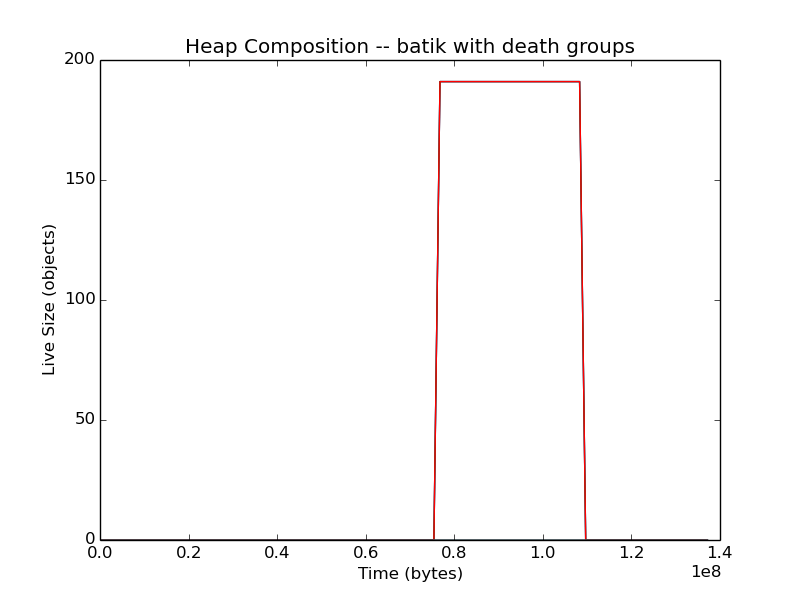 Heap Composition -- batik with death groups
200
150
100
50
0
Live Size (objects)
0.0 0.2 0.4 0.6 0.8 1.0 1.2 1.4
1e8
Time (bytes)